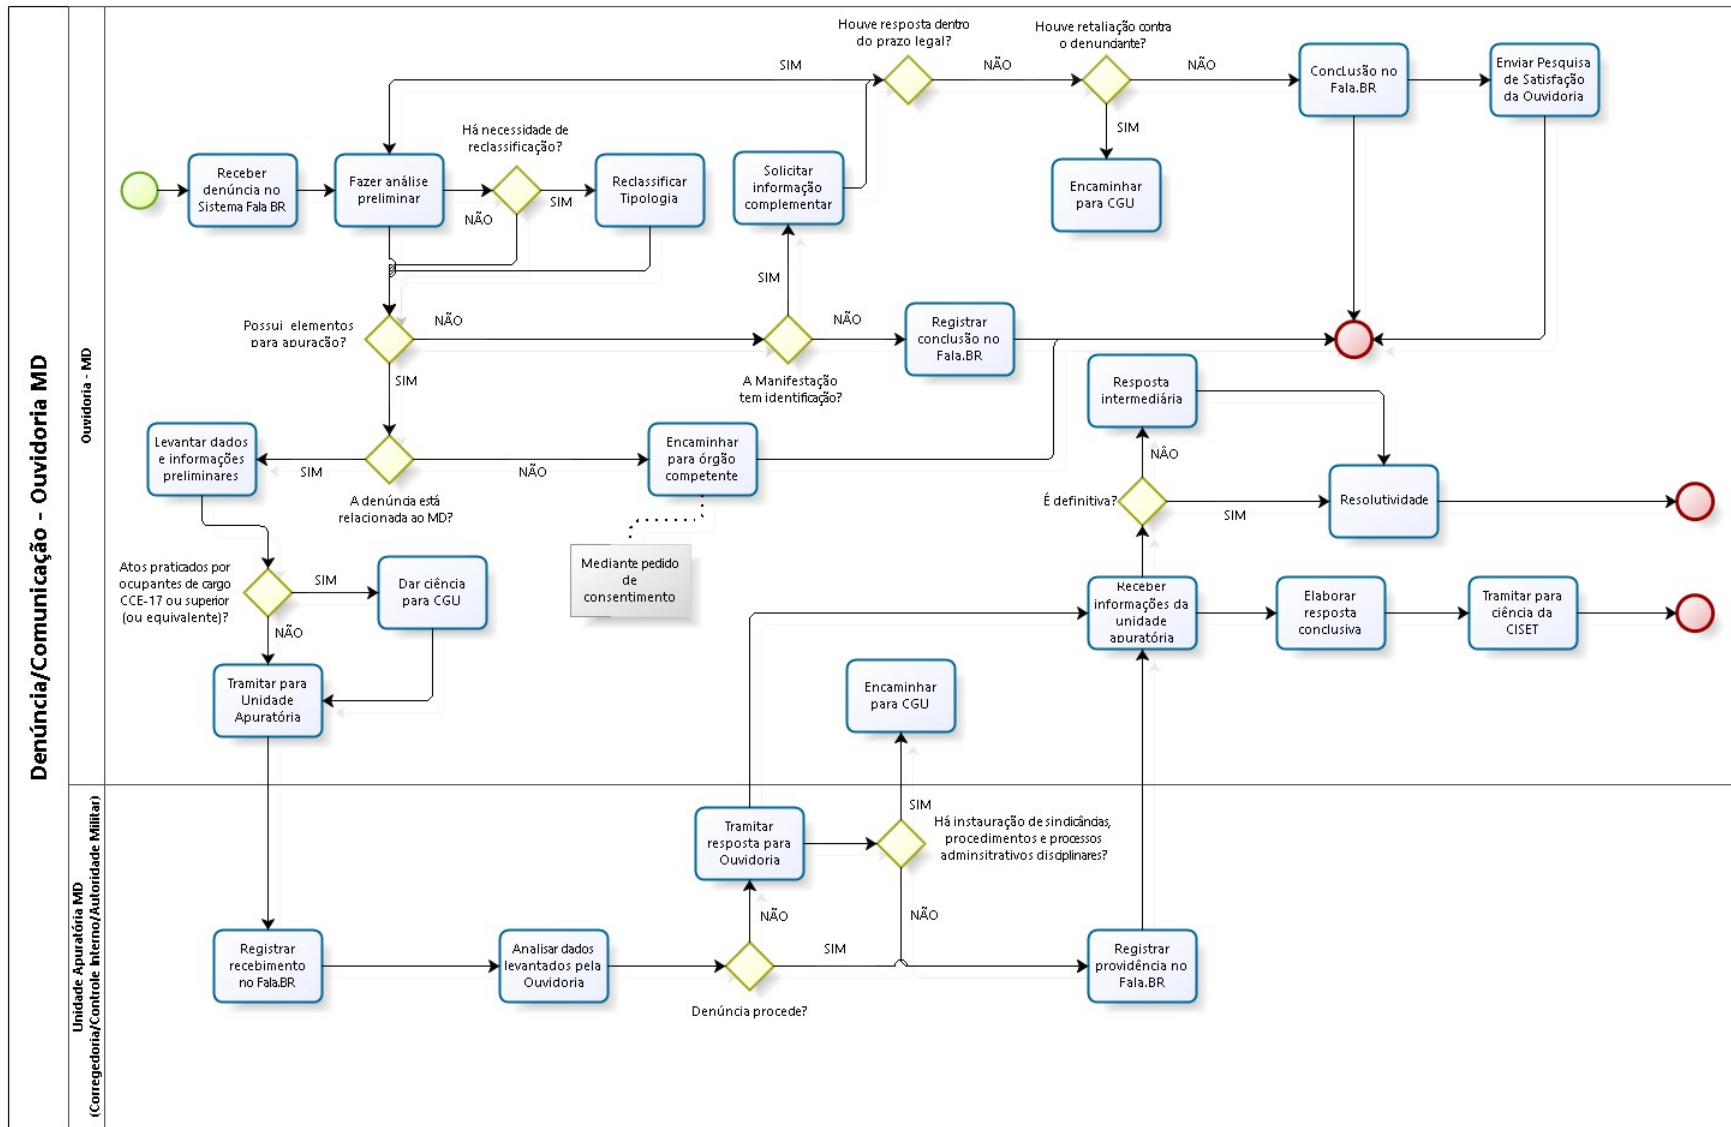 Denúncia/Comunicação - Ouvidoria MD
Ouvidoria - MD
Houve resposta dentro
do prazo legal?
Houve retaliação contra
o denunciante?
SIM
NÃO
NÃO
ConcLusão no
Fala.BR
Enviar Pesquisa
de Satisfação
da Ouvidoria
SIM
Há necessidade de
reclassificação?
Receber
denúncia no
Sistema Fala BR
Fazer análise
preliminar
NÃO
SIM
Reclassificar
Tipologia
Solicitar
informação
complementar
Encaminhar
para CGU
SIM
Possui elementos
para apuração?
NÃO
NÃO
Registrar
conclusão no
Fala.BR
SIM
A Manifestação
tem identificação?
Resposta
intermediária
Levantar dados
e informações
preliminares
SIM
NÃO
Encaminhar
para órgão
competente
A denúncia está
relacionada ao MD?
NÂO
É definitiva?
SIM
Resolutividade
Mediante pedido
de
consentimento
Atos praticados por
ocupantes de cargo
CCE-17 ou superior
(ou equivalente)?
SIM
Dar ciência
para CGU
NÃO
Receber
informações da
unidade
apuratória
Elaborar
resposta
conclusiva
Tramitar para
ciência da
CISET
Tramitar para
Unidade
Apuratória
Encaminhar
para CGU
Unidade Apuratória MD
(Corregedoria/Controle Interno/Autoridade Militar)
SIM
Tramitar
resposta para
Ouvidoria
Há instauração de sindicâncias,
procedimentos e processos
adminsitrativos disciplinares?
NÃO
NÃO
Registrar
recebimento
no Fala.BR
Analisar dados
levantados pela
Ouvidoria
SIM
Registrar
providência no
Fala.BR
Denúncia procede?